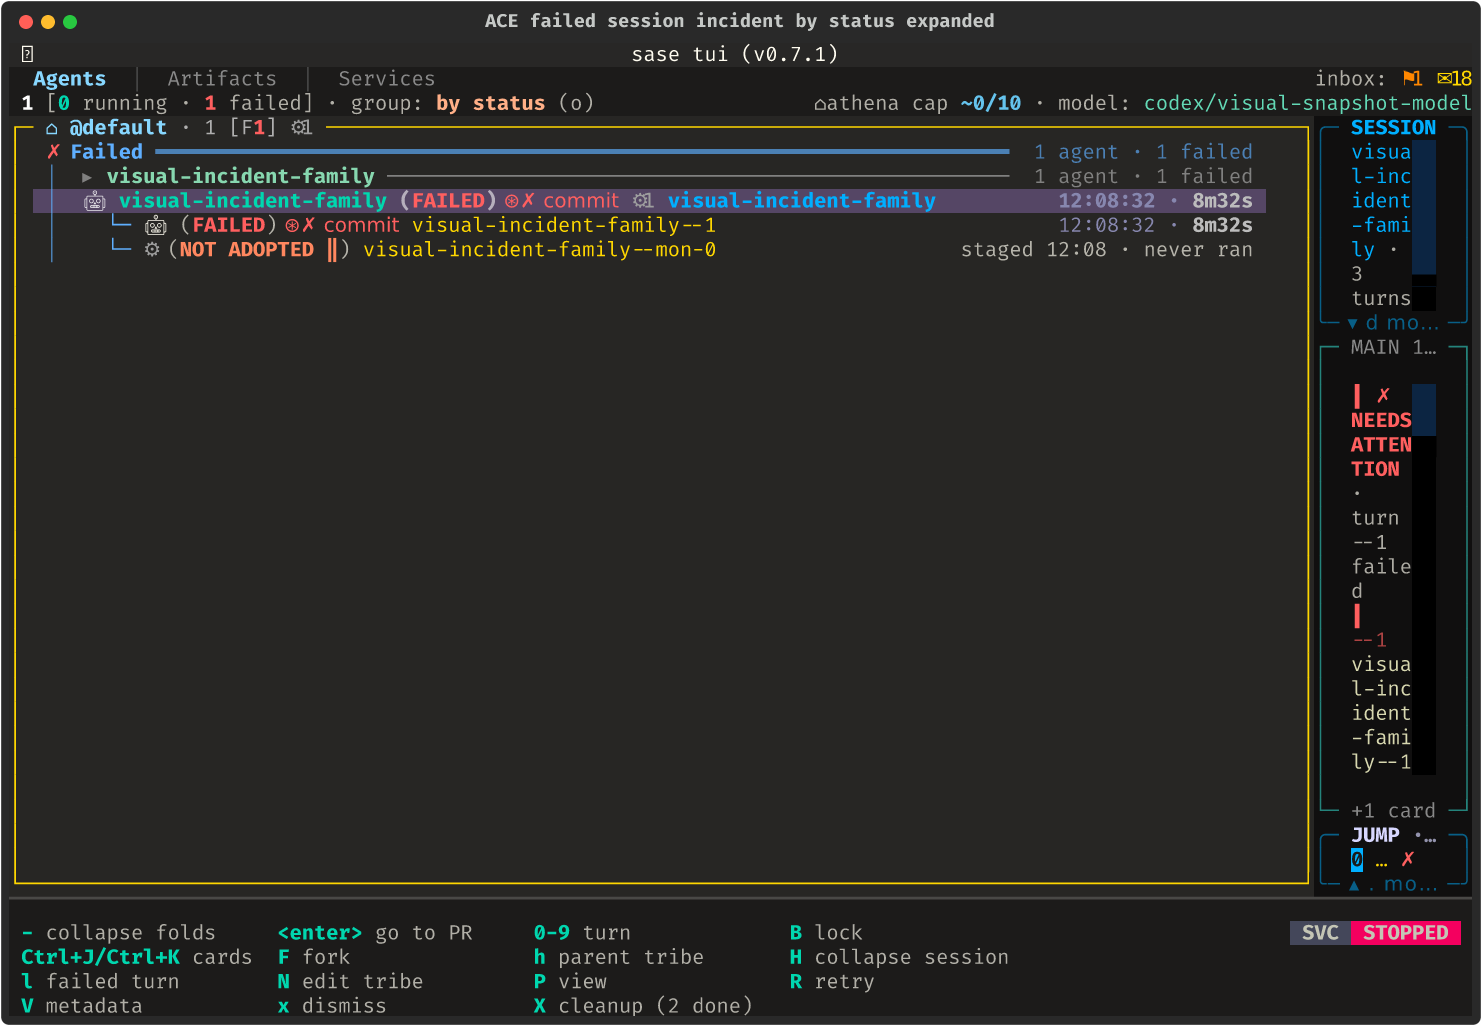 ACE failed session incident by status expanded
sase tui (v0.7.1)
Agents │ Artifacts │ Services inbox: ⚑1 ✉18
1 [0 running · 1 failed] · group: by status (o) ⌂athena cap ~0/10 · model: codex/visual-snapshot-model
⌂ @default · 1 [F1] ⚙1
✗ Failed 1 agent · 1 failed
▸ visual-incident-family 1 agent · 1 failed
visual-incident-family (FAILED) ⊛✗ commit ⚙1 visual-incident-family 12:08:32 · 8m32s
└─ (FAILED) ⊛✗ commit visual-incident-family--1 12:08:32 · 8m32s
└─ ⚙ (NOT ADOPTED ‖) visual-incident-family--mon-0 staged 12:08 · never ran
SESSION
visua
l-inc
ident
-fami
ly ·
3
turns
▾ d mo…
MAIN 1…
✗
NEEDS
ATTEN
TION
·
turn
--1
faile
d
--1
visua
l-inc
ident
-fami
ly--1
+1 card
JUMP ·…
0 … ✗
▴ . mo…
- collapse folds <enter> go to PR 0-9 turn B lock SVC STOPPED
Ctrl+J/Ctrl+K cards F fork h parent tribe H collapse session
l failed turn N edit tribe P view R retry
V metadata x dismiss X cleanup (2 done)